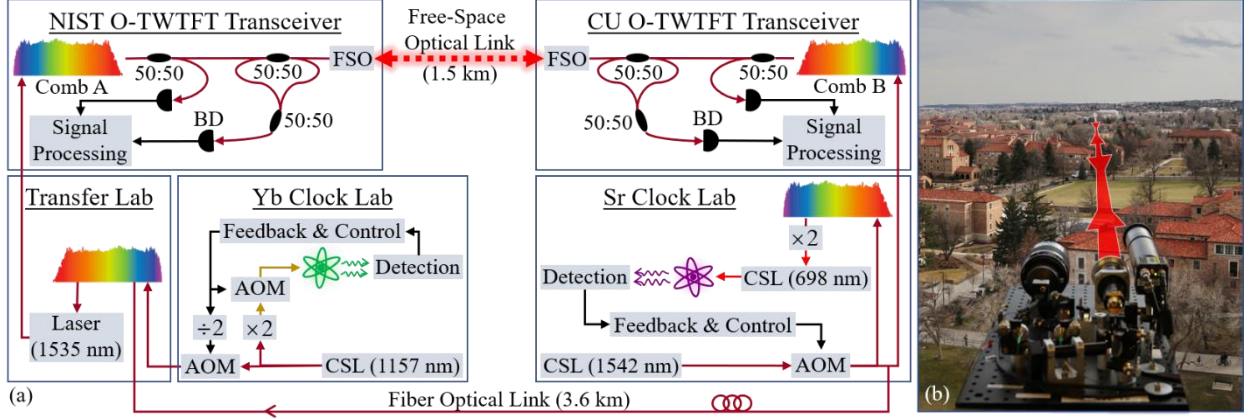 NIST O-TWTFT Transceiver
Comb A
50:50
50:50
FSO
50:50
BD
Signal
Processing
Free-Space
Optical Link
(1.5 km)
CU O-TWTFT Transceiver
FSO
50:50
50:50
Comb B
50:50
BD
Signal
Processing
Transfer Lab
Laser
(1535 nm)
Yb Clock Lab
Feedback & Control
Detection
AOM
÷2
×2
AOM
CSL (1157 nm)
Sr Clock Lab
×2
Detection
CSL (698 nm)
Feedback & Control
CSL (1542 nm)
AOM
(a)
Fiber Optical Link (3.6 km)
(b)